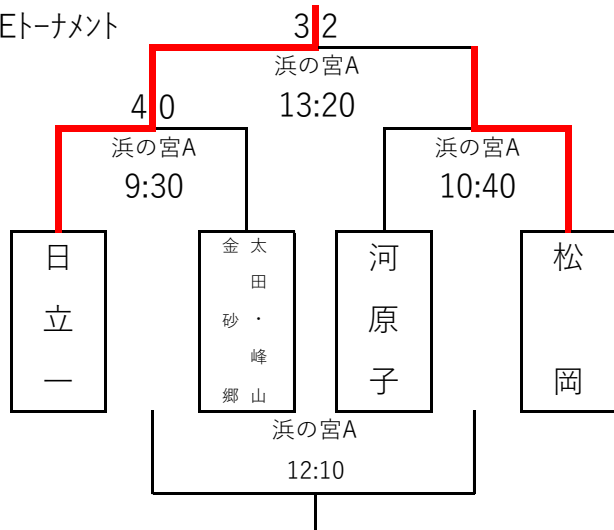 Eトーナメント
3 2
浜の宮A
13:20
4 0
浜の宮A
9:30
浜の宮A
10:40
日立一
太田・峰山
金砂郷
河原子
松岡
浜の宮A
12:10